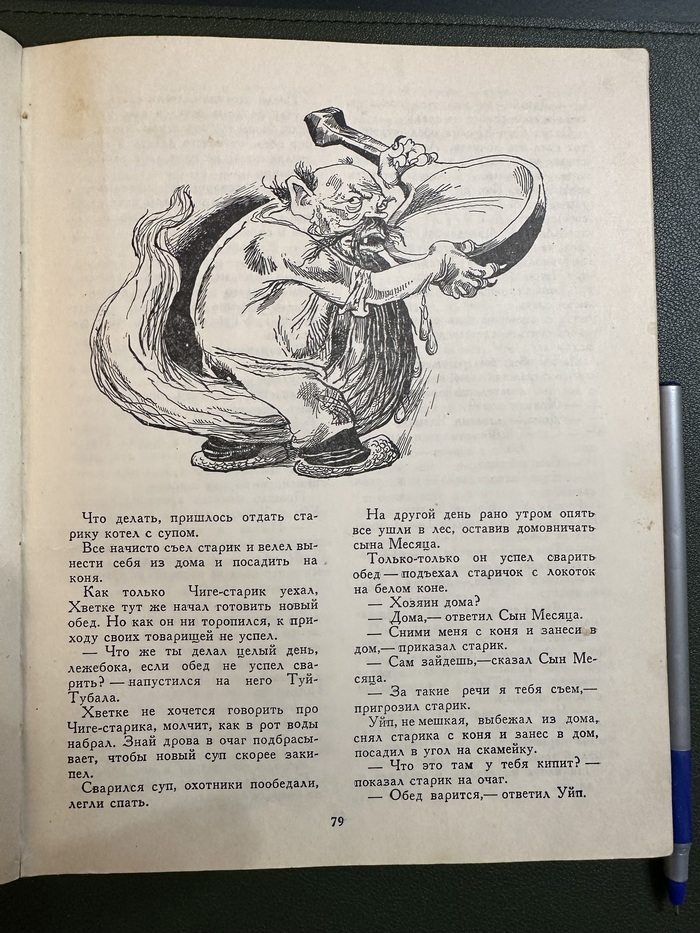 Что делать, пришлось отдать ста-
рику котел с супом.
Все начисто съел старик и велел вы-
нести себя из дома и посадить на
коня.
Как только Чиге-старик уехал,
Хветке тут же начал готовить новый
обед. Но как он ни торопился, к при-
ходу своих товарищей не успел.
— Что же ты делал целый день,
лежебока, если обед не успел сва-
рить? — напустился на него Туй-
Тубала.
Хветке не хочется говорить про
Чиге-старика, молчит, как в рот воды
набрал. Знай дрова в очаг подбрасы-
вает, чтобы новый суп скорее заки-
пел.
Сварился суп, охотники пообедали,
легли спать.
На другой день рано утром опять
все ушли в лес, оставив домовничать
сына Месяца.
Только-только он успел сварить
обед — подъехал старичок с локоток
на белом коне.
— Хозяин дома?
— Дома,— ответил Сын Месяца.
— Сними меня с коня и занеси в
дом,— приказал старик.
— Сам зайдешь,—сказал Сын Ме-
сяца.
— За такие речи я тебя съем,—
пригрозил старик.
Уйп, не мешкая, выбежал из дома,
снял старика с коня и занес в дом,
посадил в угол на скамейку.
— Что это там у тебя кипит? —
показал старик на очаг.
— Обед варится,— ответил Уйп.
79